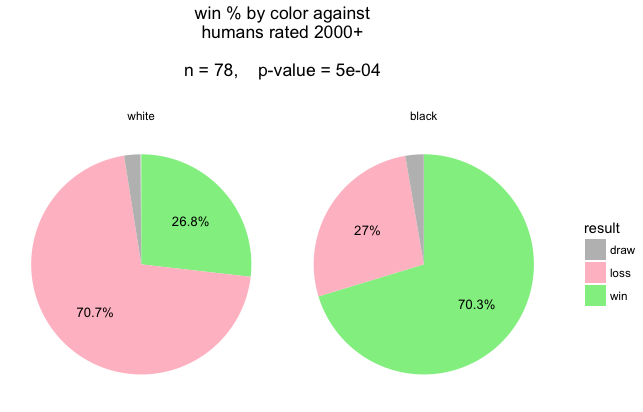 win % by color against
humans rated 2000+
n = 78,    p-value = 5e-04
white
black
26.8%
70.7%
27%
70.3%
result
draw
loss
win